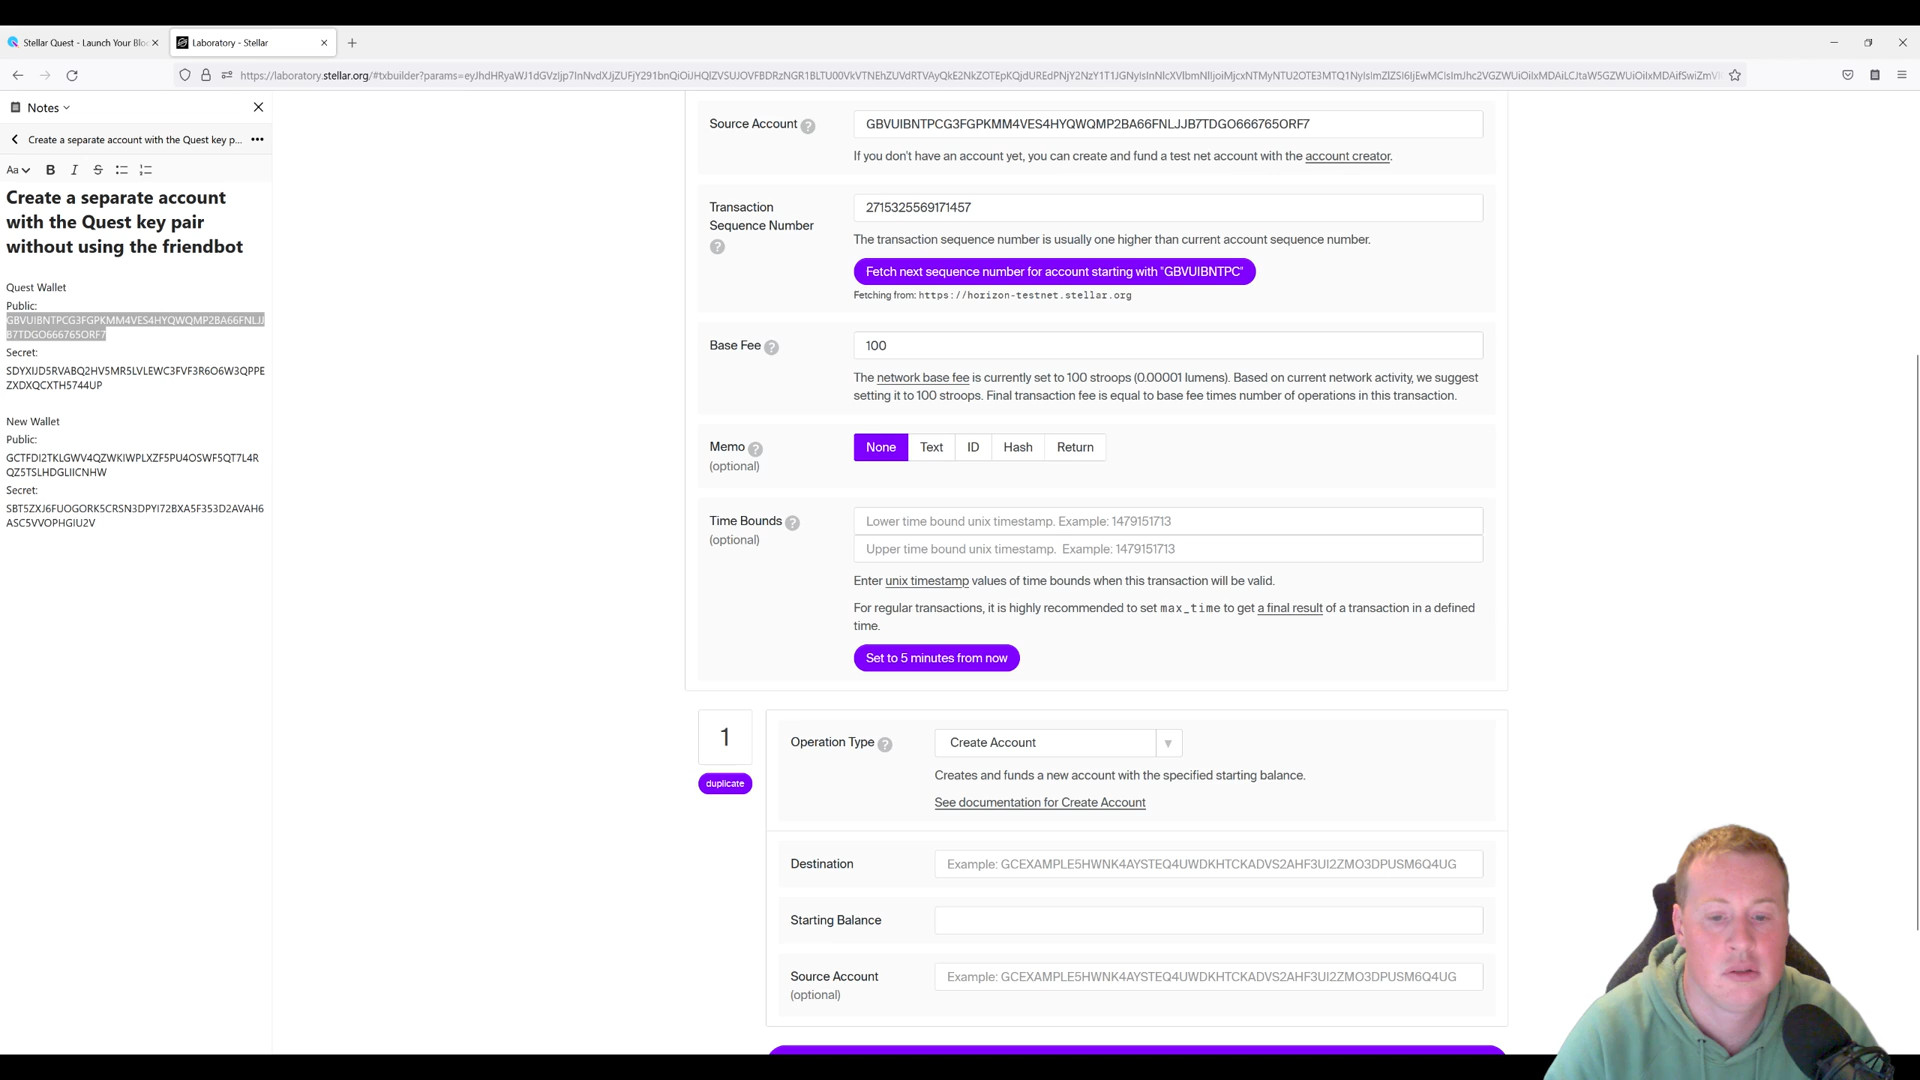 Stellar Quest - Launch Your Bloc
Laboratory - Stellar
Notes
Create a separate account with the Quest key p...
Aa
B
I
S
Create a separate account
with the Quest key pair
without using the friendbot
Quest Wallet
Public:
GBVUIBNTPCG3FGPKMM4VES4HYQWQMP2BA66FNLJJ
B7TDGO666765ORF7
Secret:
SDYXIJD5RVABQ2HV5MR5LVLEWC3FVF3R6O6W3QPPE
ZXDXQCXTH5744UP
New Wallet
Public:
GCTFDI2TKLGWV4QZWKIWPLXZF5PU4OSWF5QT7L4R
QZ5TSLHDGLIICNHW
Secret:
SBT5ZXJ6FUOGORK5CRSN3DPYI72BXA5F353D2AVAH6
ASC5VVOPHGIU2V
Source Account
GBVUIBNTPCG3FGPKMM4VES4HYQWQMP2BA66FNLJJB7TDGO666765ORF7
If you don't have an account yet, you can create and fund a test net account with the account creator.
Transaction
Sequence Number
2715325569171457
The transaction sequence number is usually one higher than current account sequence number.
Fetch next sequence number for account starting with "GBVUIBNTPC"
Fetching from: https://horizon-testnet.stellar.org
Base Fee
100
The network base fee is currently set to 100 stroops (0.00001 lumens). Based on current network activity, we suggest
setting it to 100 stroops. Final transaction fee is equal to base fee times number of operations in this transaction.
Memo
(optional)
None
Text
ID
Hash
Return
Time Bounds
(optional)
Lower time bound unix timestamp. Example: 1479151713
Upper time bound unix timestamp. Example: 1479151713
Enter unix timestamp values of time bounds when this transaction will be valid.
For regular transactions, it is highly recommended to set max_time to get a final result of a transaction in a defined
time.
Set to 5 minutes from now
1
duplicate
Operation Type
Create Account
Creates and funds a new account with the specified starting balance.
See documentation for Create Account
Destination
Example: GCEXAMPLE5HWNK4AYSTEQ4UWDKHTCKADVS2AHF3UI2ZMO3DPUSM6Q4UG
Starting Balance
Source Account
(optional)
Example: GCEXAMPLE5HWNK4AYSTEQ4UWDKHTCKADVS2AHF3UI2ZMO3DPUSM6Q4UG